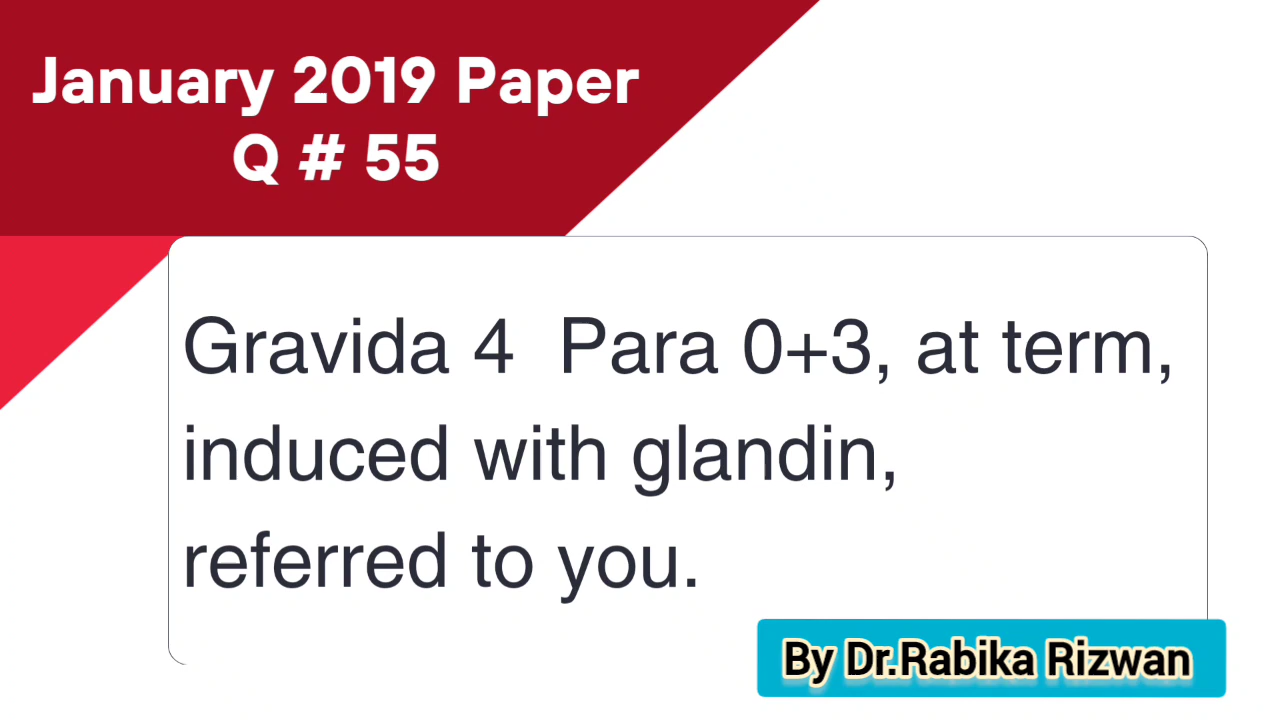 January 2019 Paper
Q # 55
Gravida 4 Para 0+3, at term,
induced with glandin,
referred to you.
By Dr.Rabika Rizwan